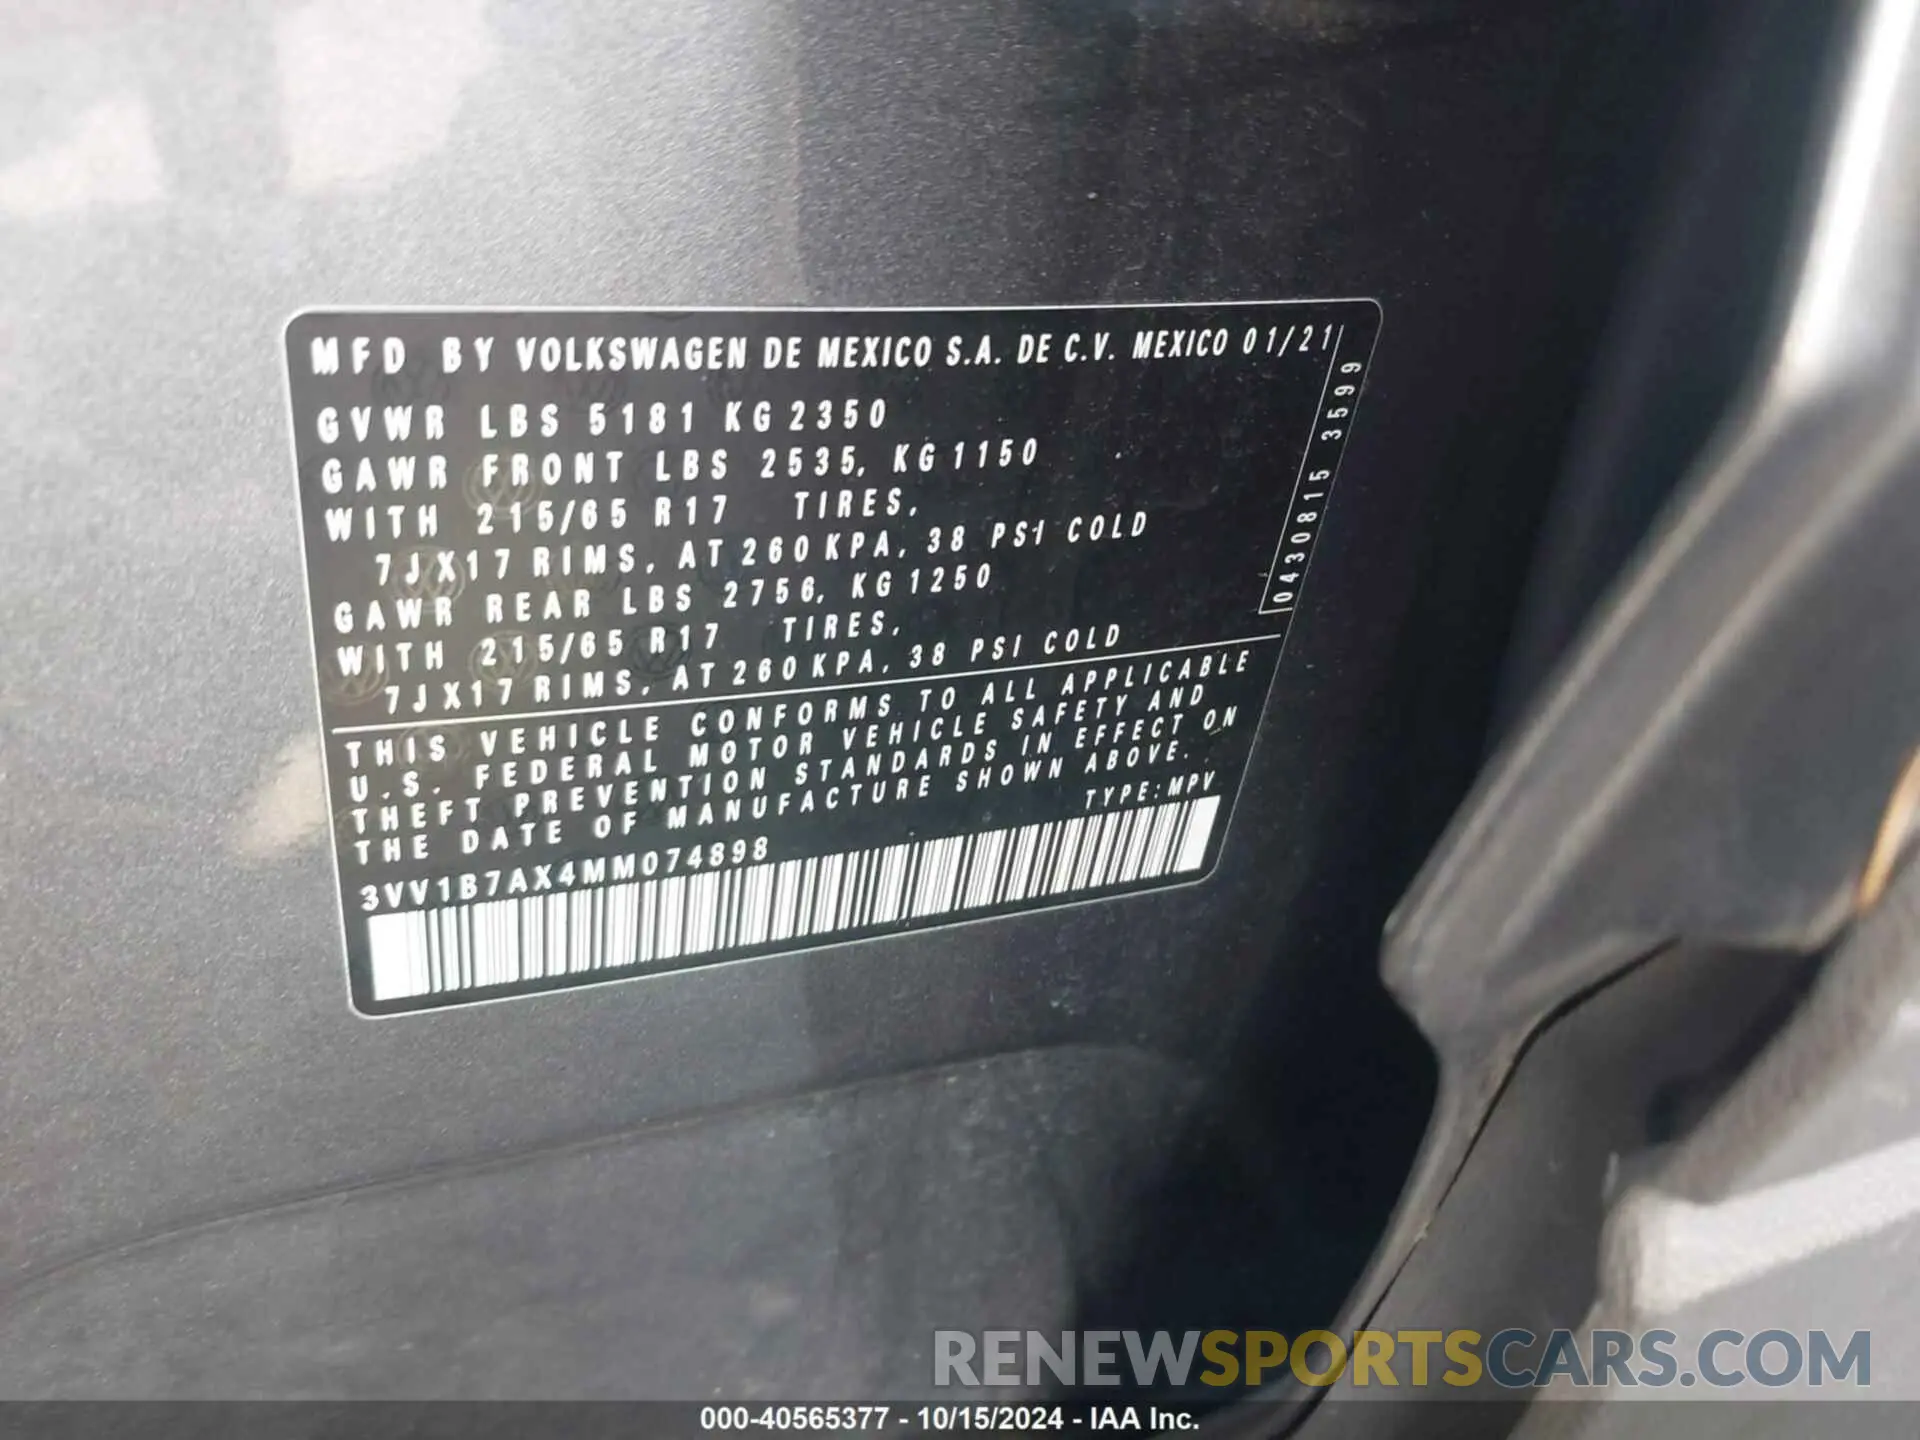 MFD BY VOLKSWAGEN DE MEXICO S.A. DE C.V. MEXICO 01/21
GVWR LBS 5181 KG 2350
GAWR FRONT LBS 2535, KG 1150
WITH 215/65 R17 TIRES,
7JX17 RIMS, AT 260 KPA, 38 PSI COLD
GAWR REAR LBS 2756, KG 1250
WITH 215/65 R17 TIRES,
7JX17 RIMS, AT 260 KPA, 38 PSI COLD
0430815 3599
THIS VEHICLE CONFORMS TO ALL APPLICABLE
U.S. FEDERAL MOTOR VEHICLE SAFETY AND
THEFT PREVENTION STANDARDS IN EFFECT ON
THE DATE OF MANUFACTURE SHOWN ABOVE.
TYPE: MPV
3VV1B7AX4MM074898
RENEWSPORTSCARS.COM
000-40565377 - 10/15/2024 - IAA Inc.